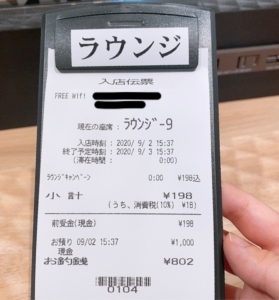 ラウンジ
入店伝票
FREE Wifi
現在の座席： ラウンジ-9
入店時刻 : 2020/ 9/ 2 15:37
終了予定時刻 : 2020/ 9/ 3 15:37
(滞在時間 : 0:00)
ラウンジキャンペーン 0:00 ¥198込
小 計 ¥198
(うち、消費税(10%) ¥18)
前受金(現金) ¥198
お預り 09/02 15:37 ¥1,000
現金
お釣銭 ¥802
0104